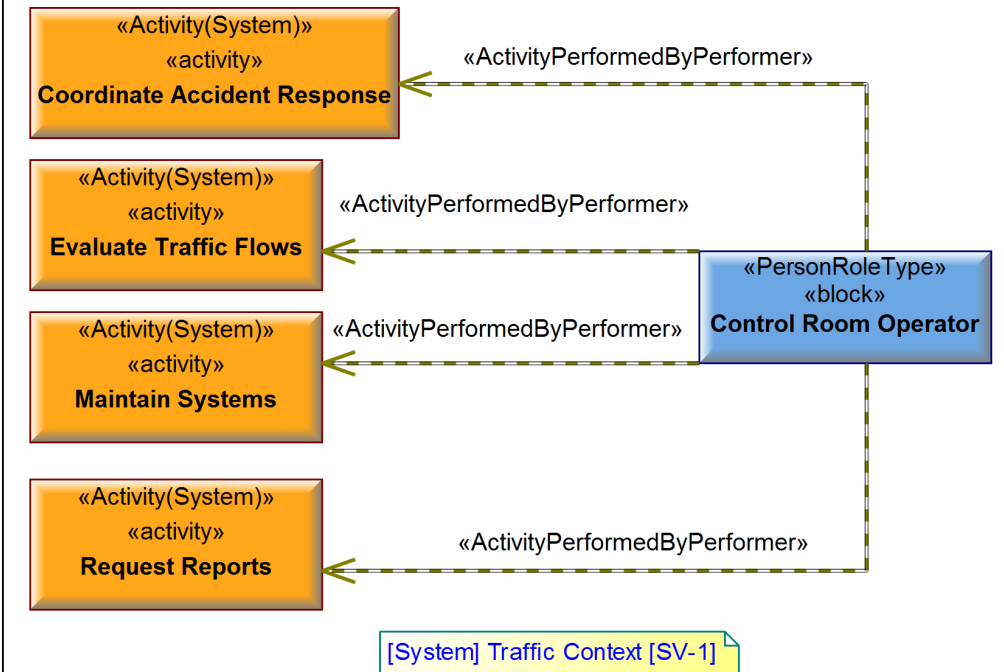 «Activity(System)»
«activity»
Coordinate Accident Response
«ActivityPerformedByPerformer»
«Activity(System)»
«activity»
Evaluate Traffic Flows
«ActivityPerformedByPerformer»
«PersonRoleType»
«block»
Control Room Operator
«Activity(System)»
«activity»
Maintain Systems
«ActivityPerformedByPerformer»
«Activity(System)»
«activity»
Request Reports
«ActivityPerformedByPerformer»
[System] Traffic Context [SV-1]